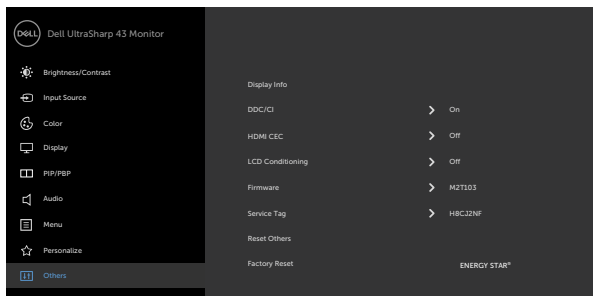 DELL Dell UltraSharp 43 Monitor
Brightness/Contrast
Input Source
Color
Display
PIP/PBP
Audio
Menu
Personalize
Others
Display Info
DDC/CI On
HDMI CEC Off
LCD Conditioning Off
Firmware M2T103
Service Tag H8CJ2NF
Reset Others
Factory Reset ENERGY STAR®